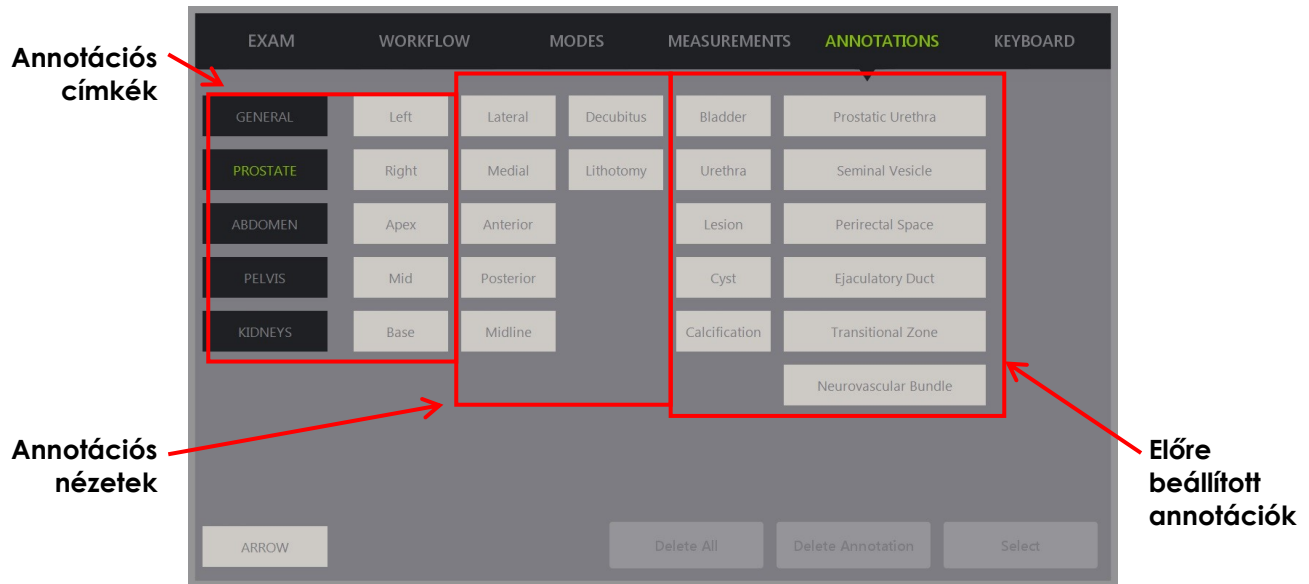 EXAM WORKFLOW MODES MEASUREMENTS ANNOTATIONS KEYBOARD
Annotációs
címkék
GENERAL Left Lateral Decubitus Bladder Prostatic Urethra
PROSTATE Right Medial Lithotomy Urethra Seminal Vesicle
ABDOMEN Apex Anterior Lesion Perirectal Space
PELVIS Mid Posterior Cyst Ejaculatory Duct
KIDNEYS Base Midline Calcification Transitional Zone
Neurovascular Bundle
Annotációs
nézetek
Előre
beállított
annotációk
ARROW Delete All Delete Annotation Select